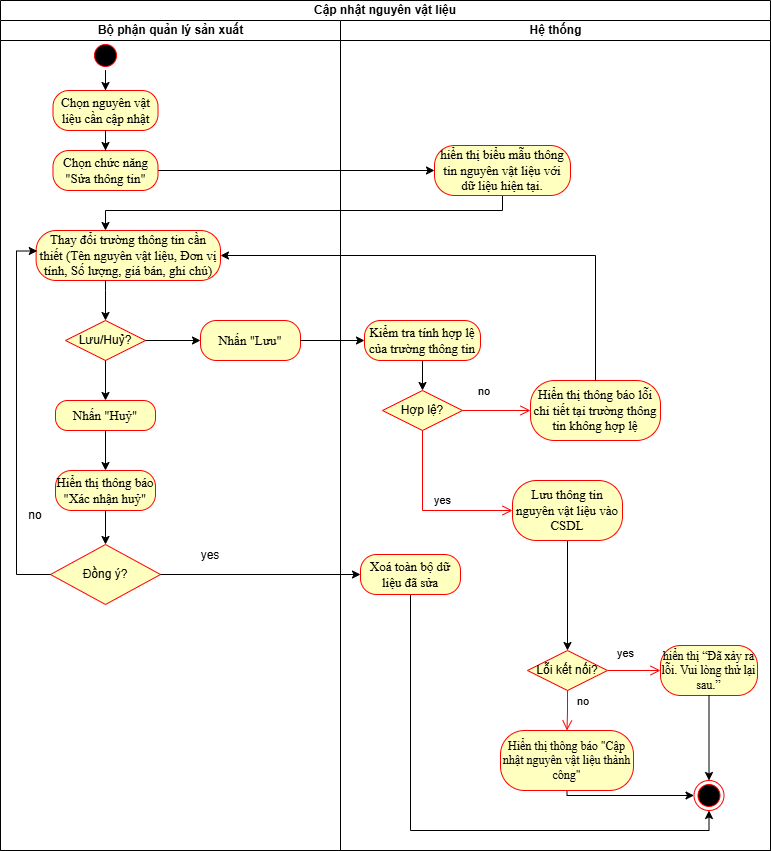 Cập nhật nguyên vật liệu
Bộ phận quản lý sản xuất
Hệ thống
Chọn nguyên vật
liệu cần cập nhật
Chọn chức năng
"Sửa thông tin"
hiển thị biểu mẫu thông
tin nguyên vật liệu với
dữ liệu hiện tại.
Thay đổi trường thông tin cần
thiết (Tên nguyên vật liệu, Đơn vị
tính, Số lượng, giá bán, ghi chú)
Lưu/Huỷ?
Nhấn "Lưu"
Kiểm tra tính hợp lệ
của trường thông tin
Hợp lệ?
no
Hiển thị thông báo lỗi
chi tiết tại trường thông
tin không hợp lệ
Nhấn "Huỷ"
Hiển thị thông báo
"Xác nhận huỷ"
yes
Lưu thông tin
nguyên vật liệu vào
CSDL
no
Đồng ý?
yes
Xoá toàn bộ dữ
liệu đã sửa
Lỗi kết nối?
yes
hiển thị “Đã xảy ra
lỗi. Vui lòng thử lại
sau.”
no
Hiển thị thông báo "Cập
nhật nguyên vật liệu thành
công"